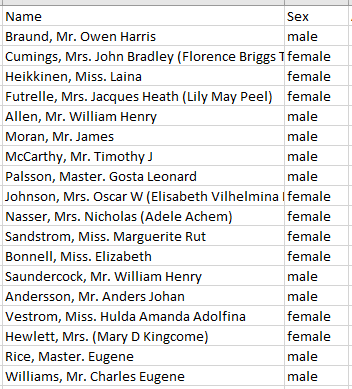 Name Sex
Braund, Mr. Owen Harris male
Cumings, Mrs. John Bradley (Florence Briggs T female
Heikkinen, Miss. Laina female
Futrelle, Mrs. Jacques Heath (Lily May Peel) female
Allen, Mr. William Henry male
Moran, Mr. James male
McCarthy, Mr. Timothy J male
Palsson, Master. Gosta Leonard male
Johnson, Mrs. Oscar W (Elisabeth Vilhelmina female
Nasser, Mrs. Nicholas (Adele Achem) female
Sandstrom, Miss. Marguerite Rut female
Bonnell, Miss. Elizabeth female
Saundercock, Mr. William Henry male
Andersson, Mr. Anders Johan male
Vestrom, Miss. Hulda Amanda Adolfina female
Hewlett, Mrs. (Mary D Kingcome) female
Rice, Master. Eugene male
Williams, Mr. Charles Eugene male